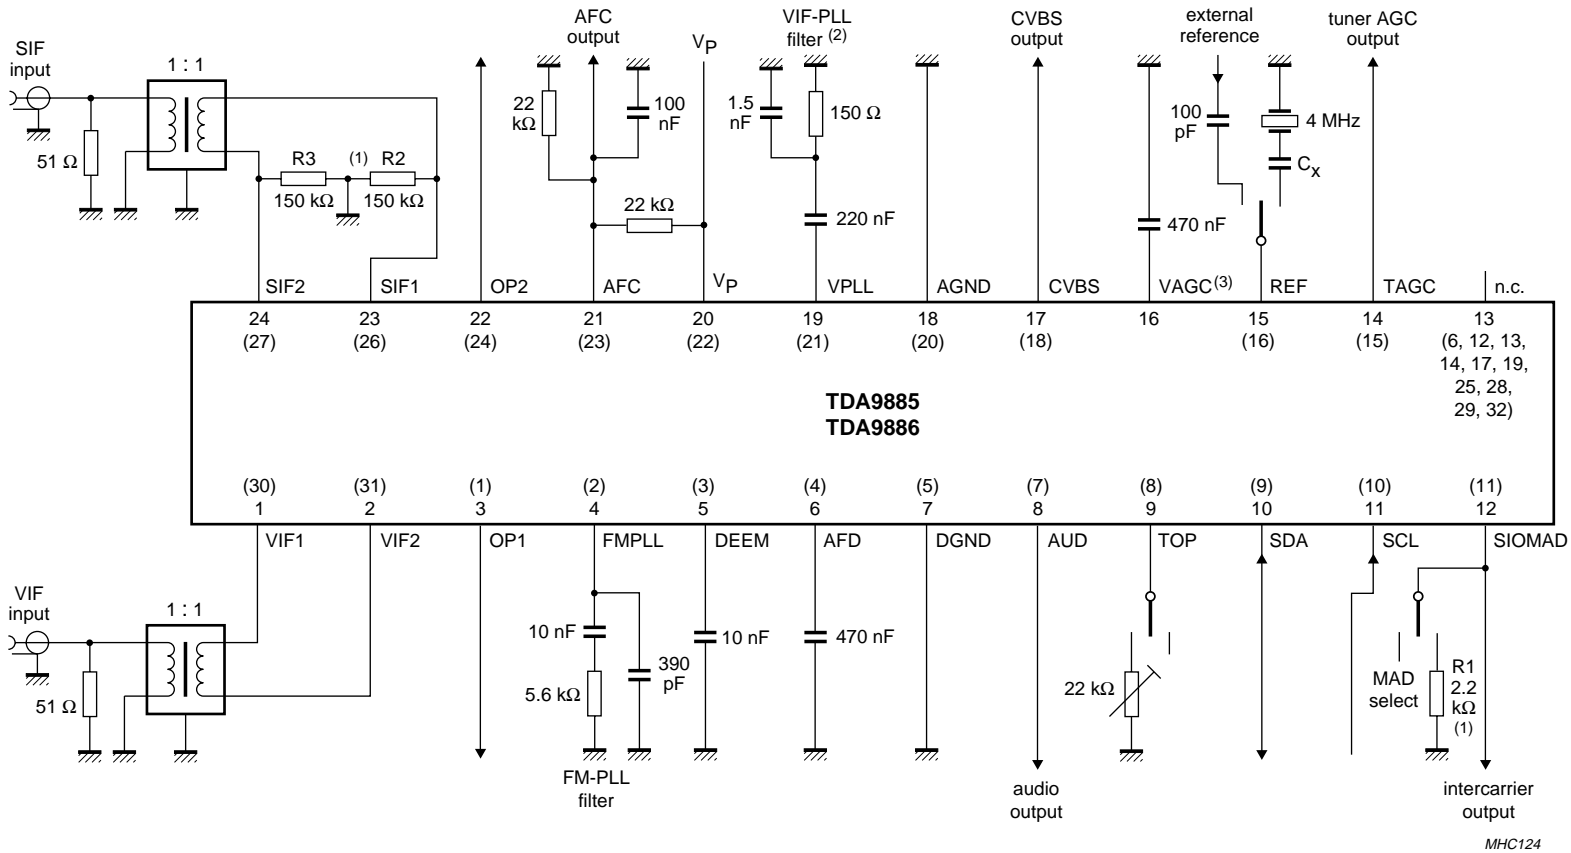 SIF
input
1 : 1
51 Ω
R3
150 kΩ
(1)
R2
150 kΩ
AFC
output
22
kΩ
100
nF
22 kΩ
VP
VIF-PLL
filter (2)
1.5
nF
150 Ω
220 nF
CVBS
output
external
reference
100
pF
4 MHz
Cx
470 nF
tuner AGC
output
SIF2
SIF1
OP2
AFC
VP
VPLL
AGND
CVBS
VAGC(3)
REF
TAGC
n.c.
24 23 22 21 20 19 18 17 16 15 14 13
(27) (26) (24) (23) (22) (21) (20) (18) (16) (15) (6, 12, 13,
14, 17, 19,
25, 28,
29, 32)
TDA9885
TDA9886
(30) (31) (1) (2) (3) (4) (5) (7) (8) (9) (10) (11)
1 2 3 4 5 6 7 8 9 10 11 12
VIF1
VIF2
OP1
FMPLL
DEEM
AFD
DGND
AUD
TOP
SDA
SCL
SIOMAD
VIF
input
1 : 1
51 Ω
10 nF
5.6 kΩ
390
pF
FM-PLL
filter
10 nF
470 nF
audio
output
22 kΩ
MAD
select
R1
2.2
kΩ
(1)
intercarrier
output
MHC124